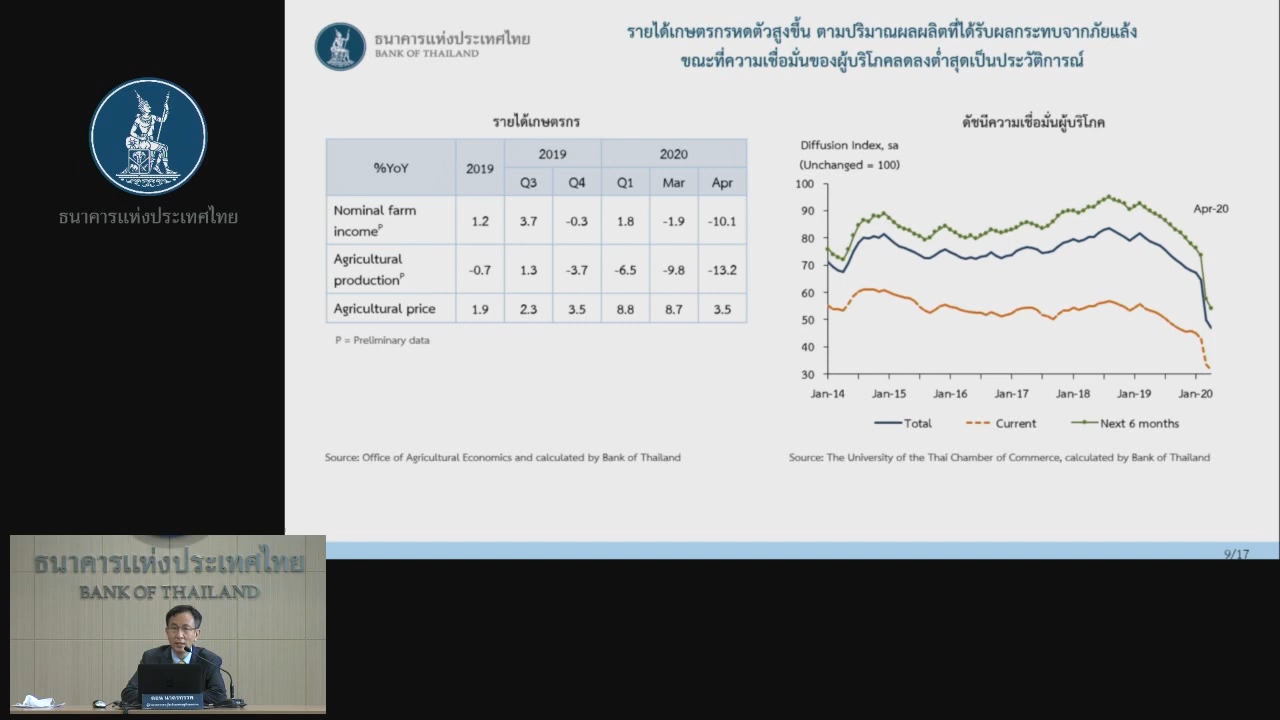 ธนาคารแห่งประเทศไทย
ธนาคารแห่งประเทศไทย
BANK OF THAILAND
รายได้เกษตรกรหดตัวสูงขึ้น ตามปริมาณผลผลิตที่ได้รับผลกระทบจากภัยแล้ง
ขณะที่ความเชื่อมั่นของผู้บริโภคลดลงต่ำสุดเป็นประวัติการณ์
รายได้เกษตรกร
%YoY 2019 2019 2020
Q3 Q4 Q1 Mar Apr
Nominal farm
incomeᴾ 1.2 3.7 -0.3 1.8 -1.9 -10.1
Agricultural
productionᴾ -0.7 1.3 -3.7 -6.5 -9.8 -13.2
Agricultural price 1.9 2.3 3.5 8.8 8.7 3.5
P = Preliminary data
Source: Office of Agricultural Economics and calculated by Bank of Thailand
ดัชนีความเชื่อมั่นผู้บริโภค
Diffusion Index, sa
(Unchanged = 100)
100
90
80
70
60
50
40
30
Apr-20
Jan-14 Jan-15 Jan-16 Jan-17 Jan-18 Jan-19 Jan-20
Total Current Next 6 months
Source: The University of the Thai Chamber of Commerce, calculated by Bank of Thailand
9/17
ธนาคารแห่งประเทศไทย
BANK OF THAILAND
ดอน นาครทรรพ